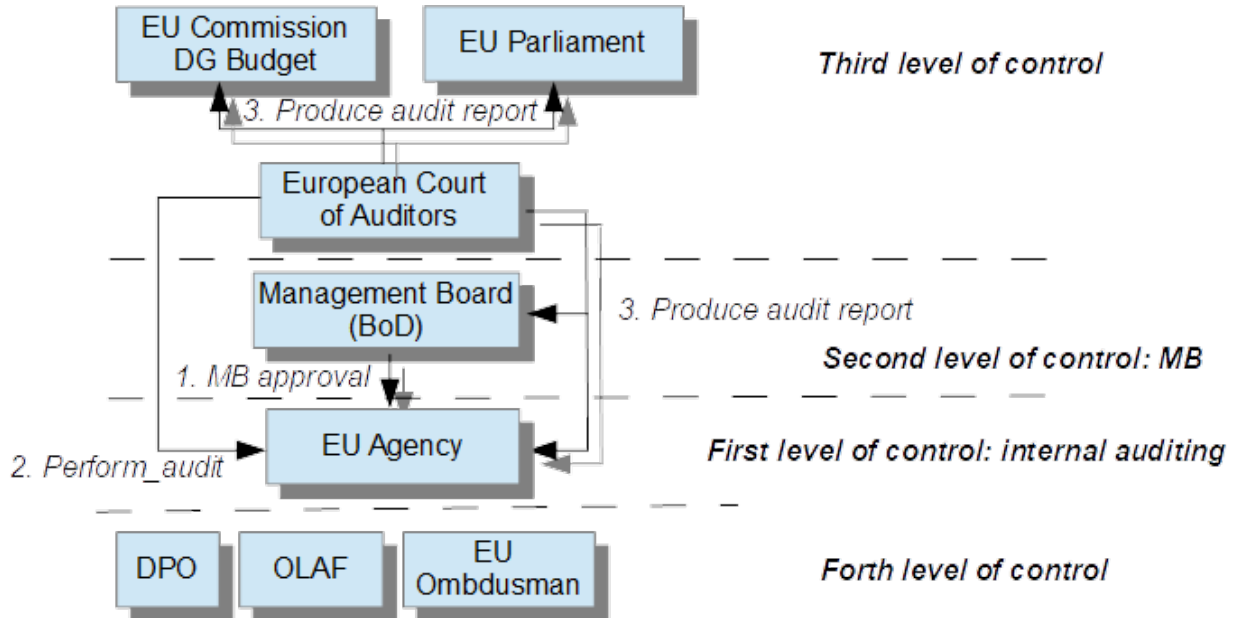 EU Commission
DG Budget
EU Parliament
Third level of control
3. Produce audit report
European Court
of Auditors
Management Board
(BoD)
3. Produce audit report
Second level of control: MB
1. MB approval
EU Agency
First level of control: internal auditing
2. Perform_audit
DPO
OLAF
EU
Ombdusman
Forth level of control